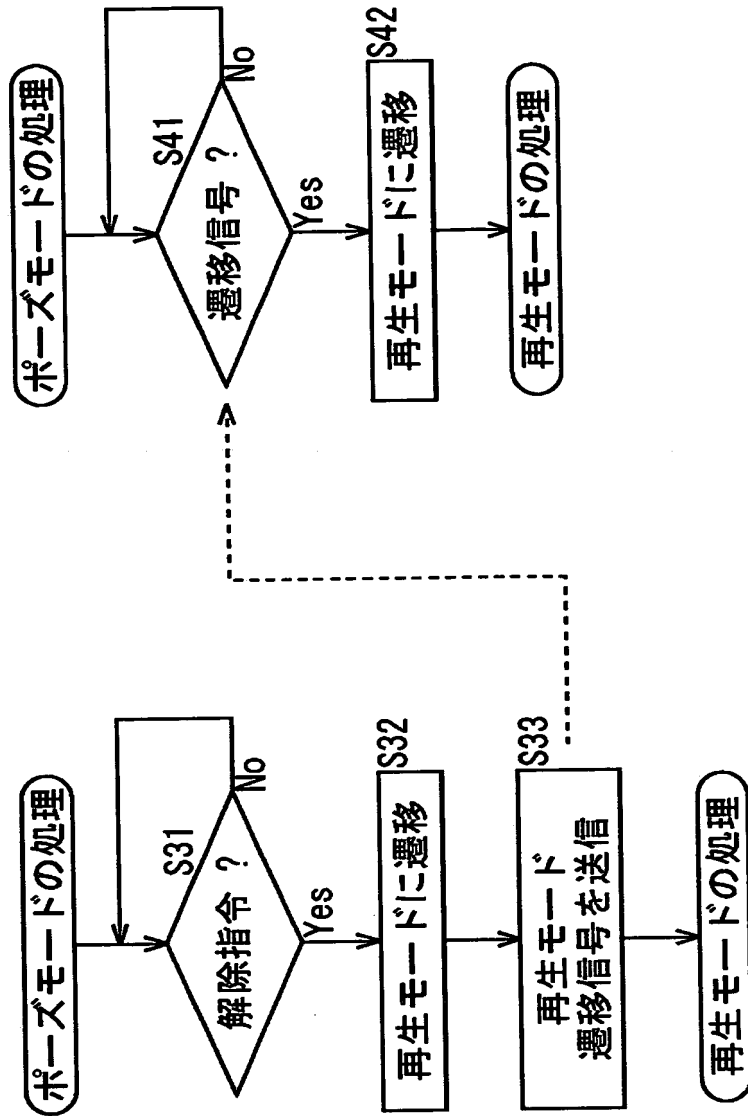 ポーズモードの処理
S31
解除指令 ?
No
Yes
S32
再生モードに遷移
S33
再生モード
遷移信号を送信
再生モードの処理
ポーズモードの処理
S41
遷移信号 ?
No
Yes
S42
再生モードに遷移
再生モードの処理